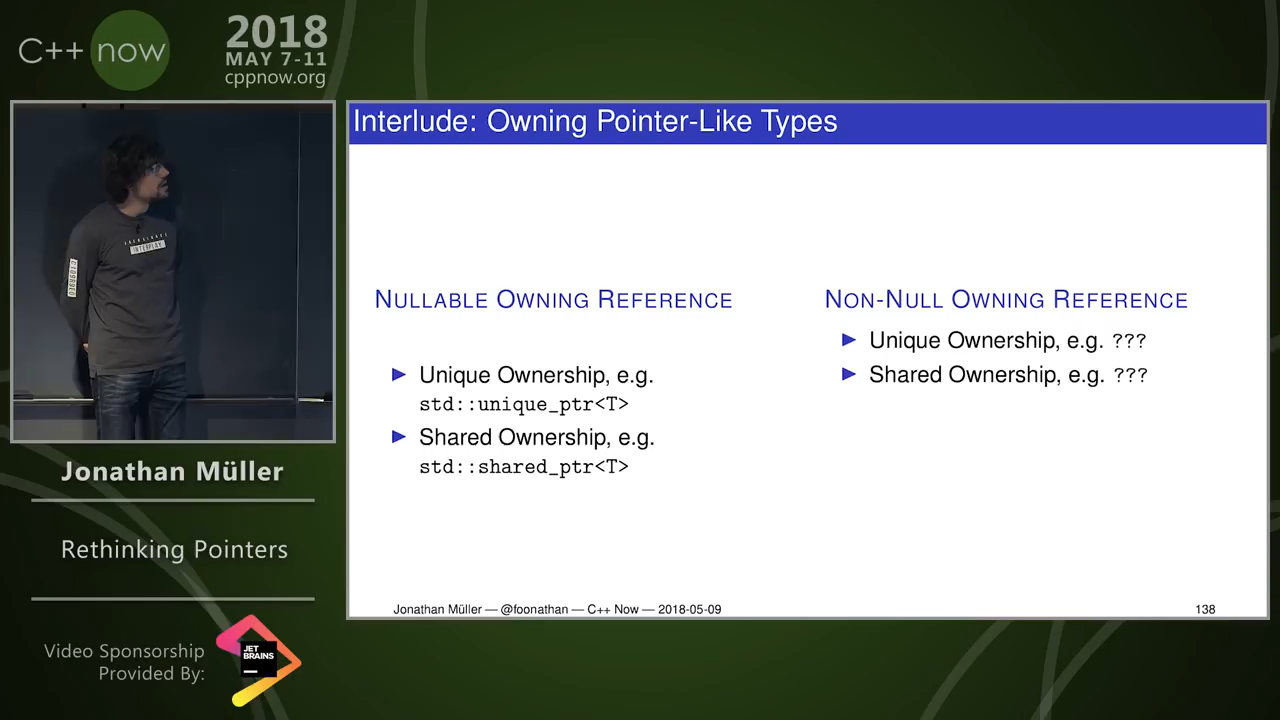 C++ now
2018
MAY 7-11
cppnow.org
Interlude: Owning Pointer-Like Types
NULLABLE OWNING REFERENCE
▶ Unique Ownership, e.g.
std::unique_ptr<T>
▶ Shared Ownership, e.g.
std::shared_ptr<T>
NON-NULL OWNING REFERENCE
▶ Unique Ownership, e.g. ???
▶ Shared Ownership, e.g. ???
Jonathan Müller — @foonathan — C++ Now — 2018-05-09
138
INTERPLAY
Jonathan Müller
Rethinking Pointers
Video Sponsorship
Provided By:
JET
BRAINS